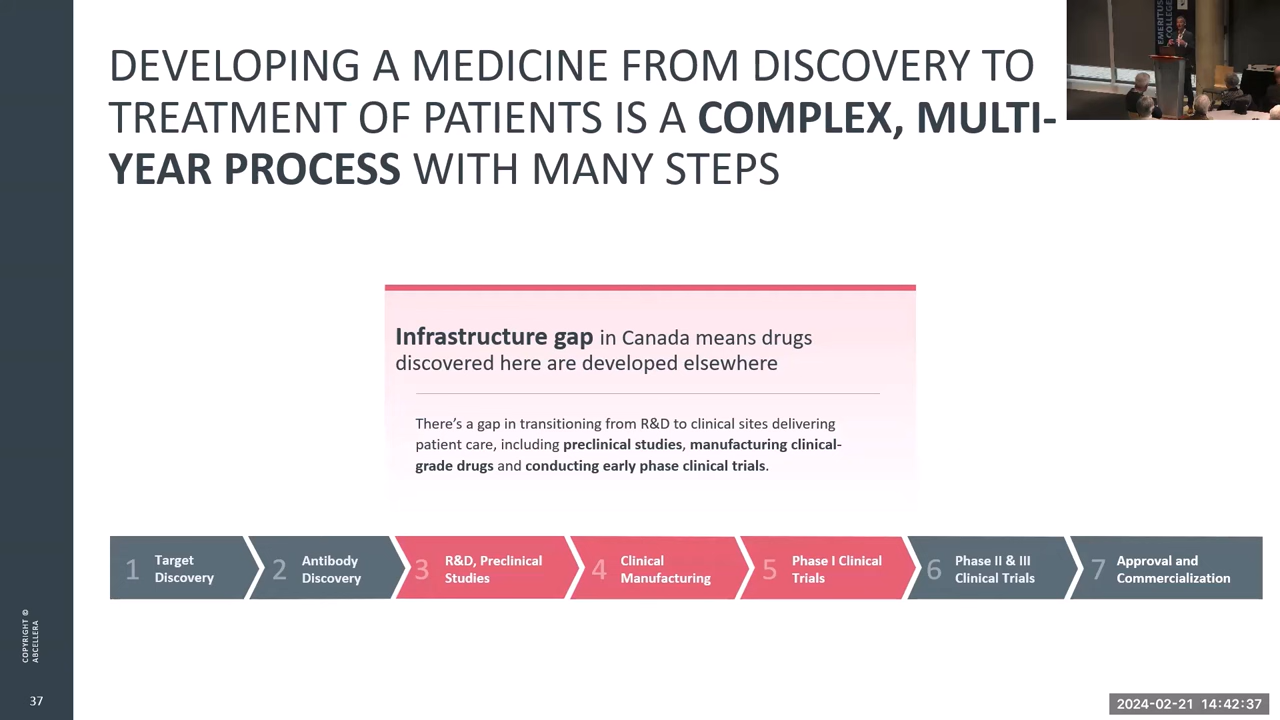 DEVELOPING A MEDICINE FROM DISCOVERY TO
TREATMENT OF PATIENTS IS A COMPLEX, MULTI-
YEAR PROCESS WITH MANY STEPS
EMERITUS
COLLEGE
Infrastructure gap in Canada means drugs
discovered here are developed elsewhere
There's a gap in transitioning from R&D to clinical sites delivering
patient care, including preclinical studies, manufacturing clinical-
grade drugs and conducting early phase clinical trials.
1 Target
Discovery
2 Antibody
Discovery
3 R&D, Preclinical
Studies
4 Clinical
Manufacturing
5 Phase I Clinical
Trials
6 Phase II & III
Clinical Trials
7 Approval and
Commercialization
COPYRIGHT ©
ABCELLERA
37
2024-02-21 14:42:37